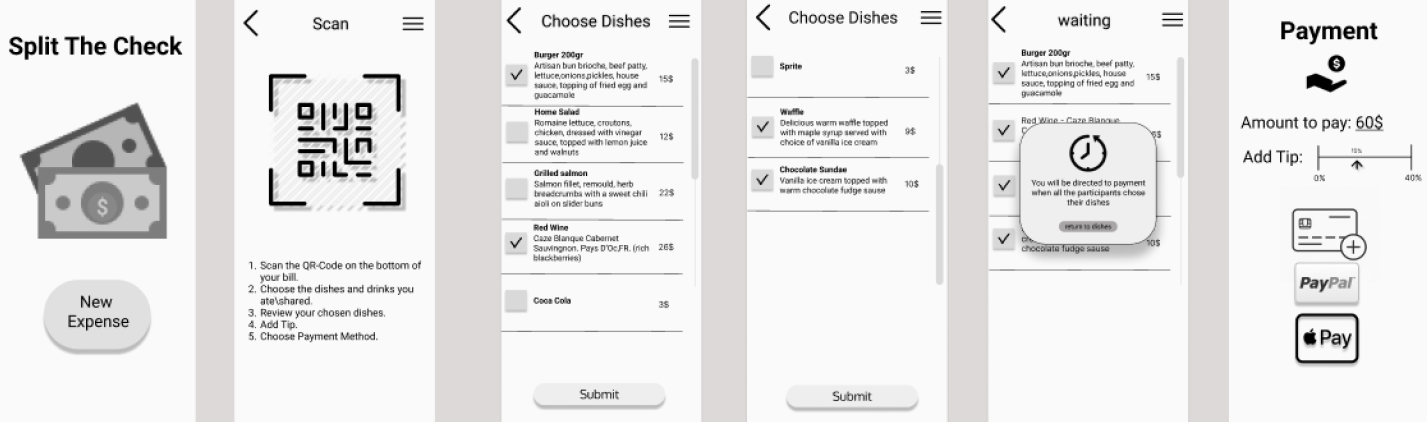 Split The Check
$
New
Expense
Scan
1. Scan the QR-Code on the bottom of
your bill.
2. Choose the dishes and drinks you
ate\shared.
3. Review your chosen dishes.
4. Add Tip.
5. Choose Payment Method.
Choose Dishes
Burger 200gr
Artisan bun brioche, beef patty,
lettuce,onions,pickles, house
sauce, topping of fried egg and
guacamole
15$
Home Salad
Romaine lettuce, croutons,
chicken, dressed with vinegar
sauce, topped with lemon juice
and walnuts
12$
Grilled salmon
Salmon fillet, remould, herb
breadcrumbs with a sweet chili
aioli on slider buns
22$
Red Wine
Caze Blanque Cabernet
Sauvingnon. Pays D'Oc,FR. (rich
blackberries)
26$
Coca Cola
3$
Submit
Choose Dishes
Sprite
3$
Waffle
Delicious warm waffle topped
with maple syrup served with
choice of vanilla ice cream
9$
Chocolate Sundae
Vanilla ice cream topped with
warm chocolate fudge sause
10$
Submit
waiting
Burger 200gr
Artisan bun brioche, beef patty,
lettuce,onions,pickles, house
sauce, topping of fried egg and
guacamole
15$
Red Wine - Caze Blanque
You will be directed to payment
when all the participants chose
their dishes
return to dishes
chocolate fudge sause
10$
Payment
$
Amount to pay: 60$
Add Tip:
15%
0%
40%
PayPal
Pay